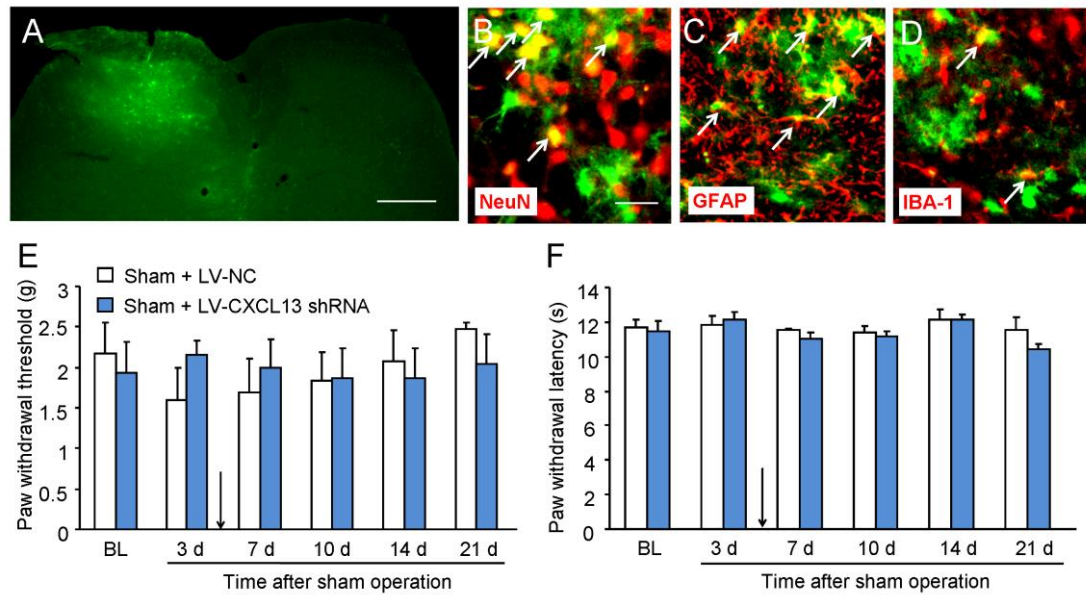 A
B
C
D
NeuN
GFAP
IBA-1
E
Sham + LV-NC
Sham + LV-CXCL13 shRNA
Paw withdrawal threshold (g)
3
2.5
2
1.5
1
0.5
0
BL
3 d
7 d
10 d
14 d
21 d
Time after sham operation
F
Paw withdrawal latency (s)
14
12
10
8
6
4
2
0
BL
3 d
7 d
10 d
14 d
21 d
Time after sham operation